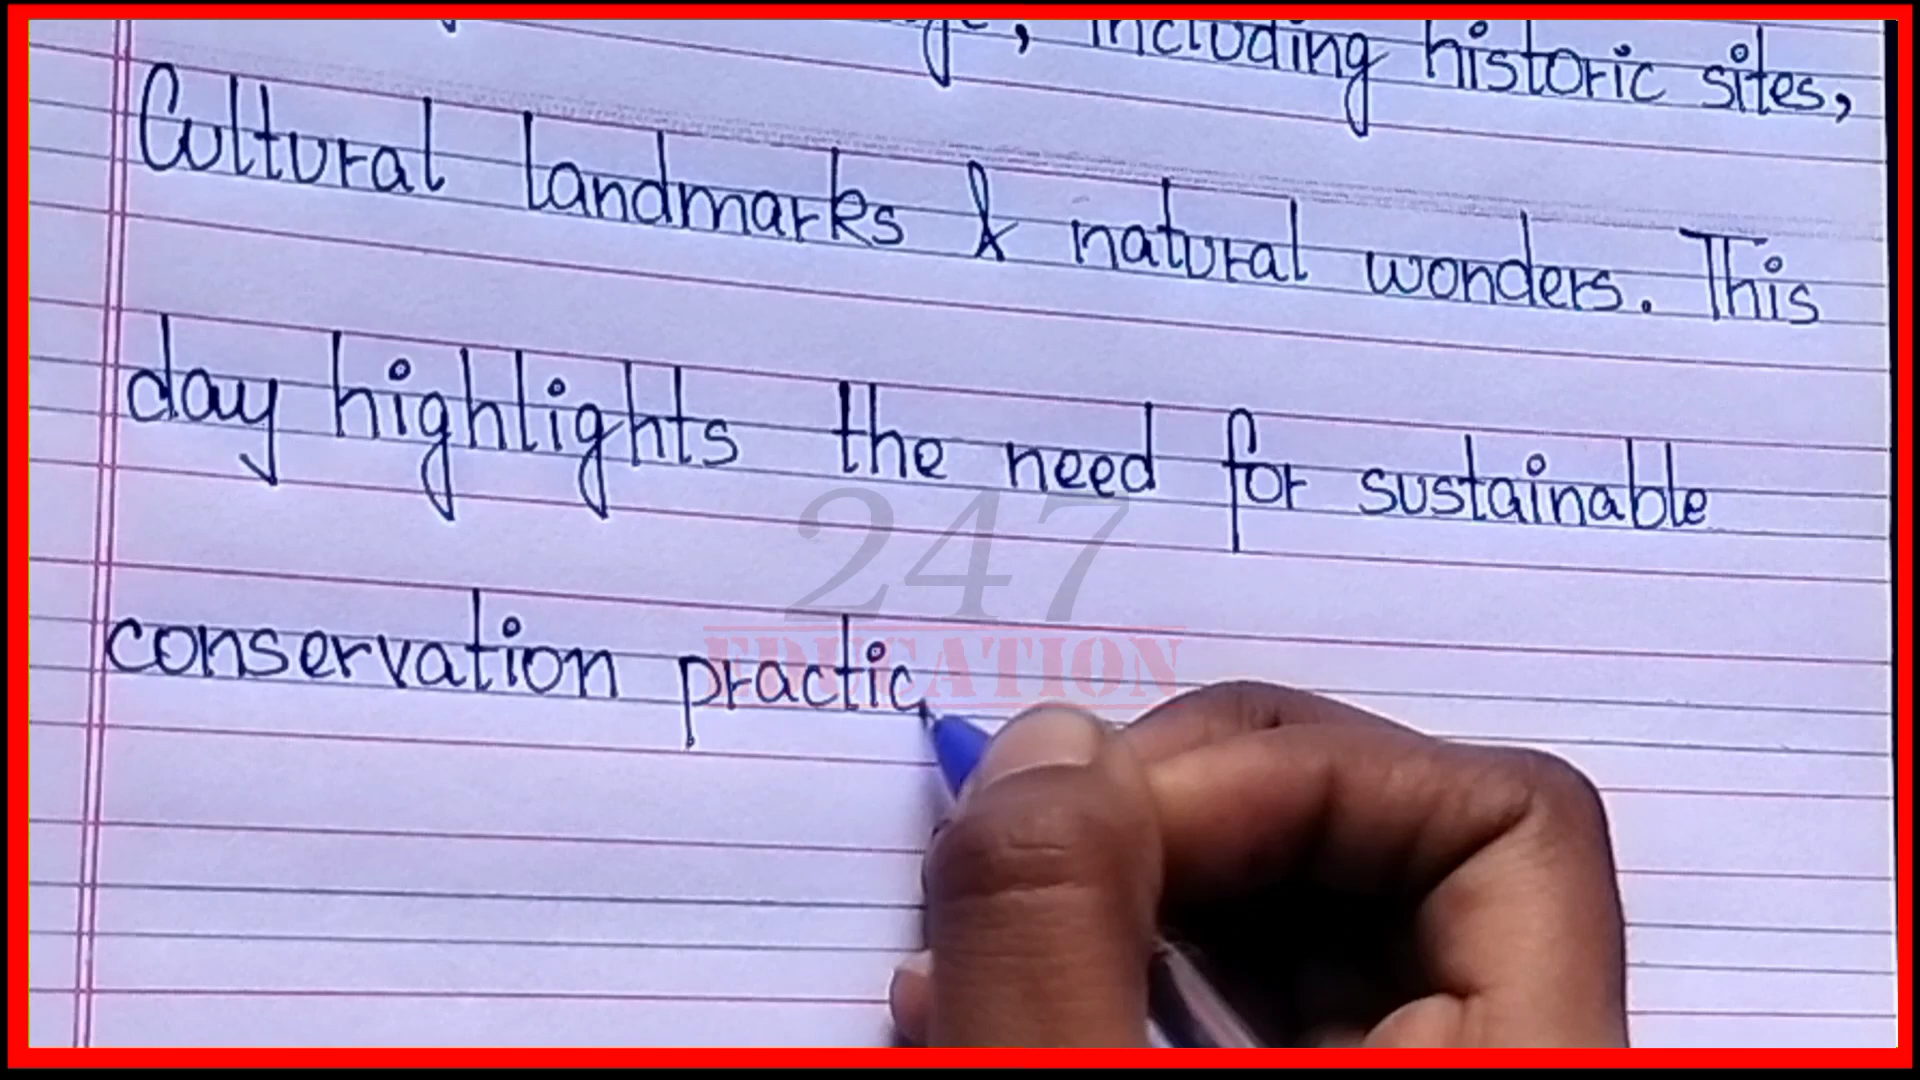 , including historic sites,
Cultural landmarks & natural wonders. This
day highlights the need for sustainable
conservation practic
247
EDUCATION